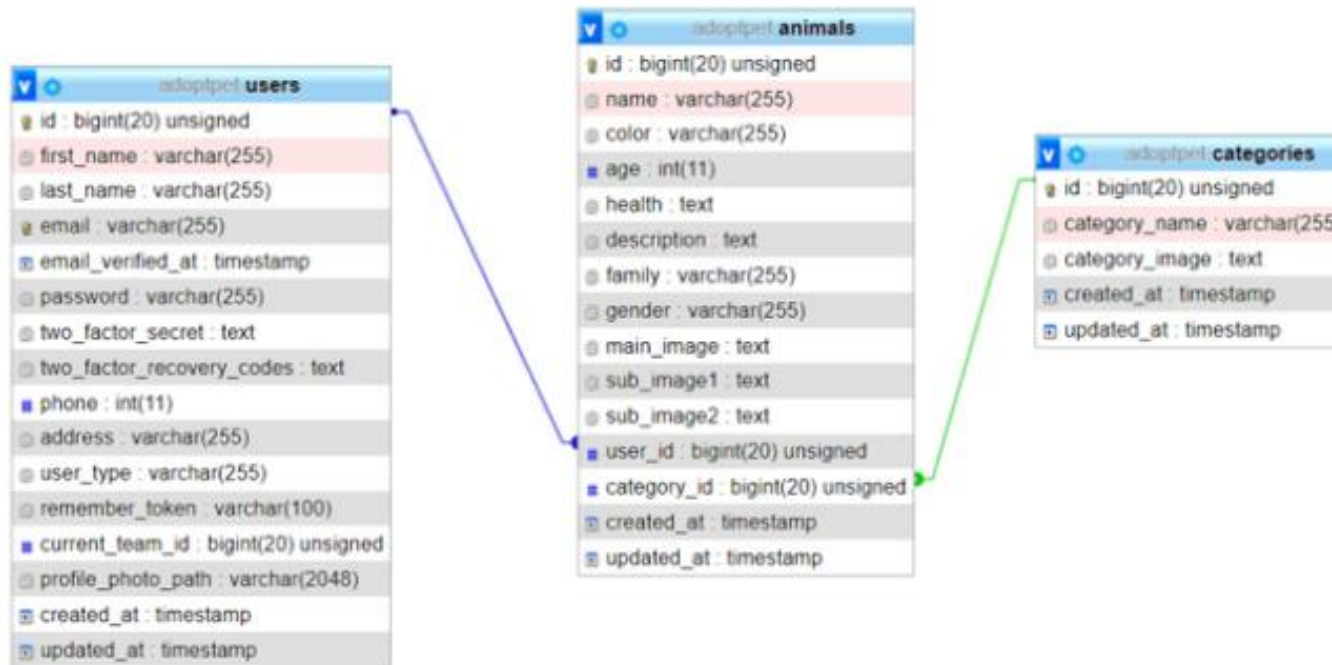 adoptpet users
id : bigint(20) unsigned
first_name : varchar(255)
last_name : varchar(255)
email : varchar(255)
email_verified_at : timestamp
password : varchar(255)
two_factor_secret : text
two_factor_recovery_codes : text
phone : int(11)
address : varchar(255)
user_type : varchar(255)
remember_token : varchar(100)
current_team_id : bigint(20) unsigned
profile_photo_path : varchar(2048)
created_at : timestamp
updated_at : timestamp
adoptpet animals
id : bigint(20) unsigned
name : varchar(255)
color : varchar(255)
age : int(11)
health : text
description : text
family : varchar(255)
gender : varchar(255)
main_image : text
sub_image1 : text
sub_image2 : text
user_id : bigint(20) unsigned
category_id : bigint(20) unsigned
created_at : timestamp
updated_at : timestamp
adoptpet categories
id : bigint(20) unsigned
category_name : varchar(255
category_image : text
created_at : timestamp
updated_at : timestamp